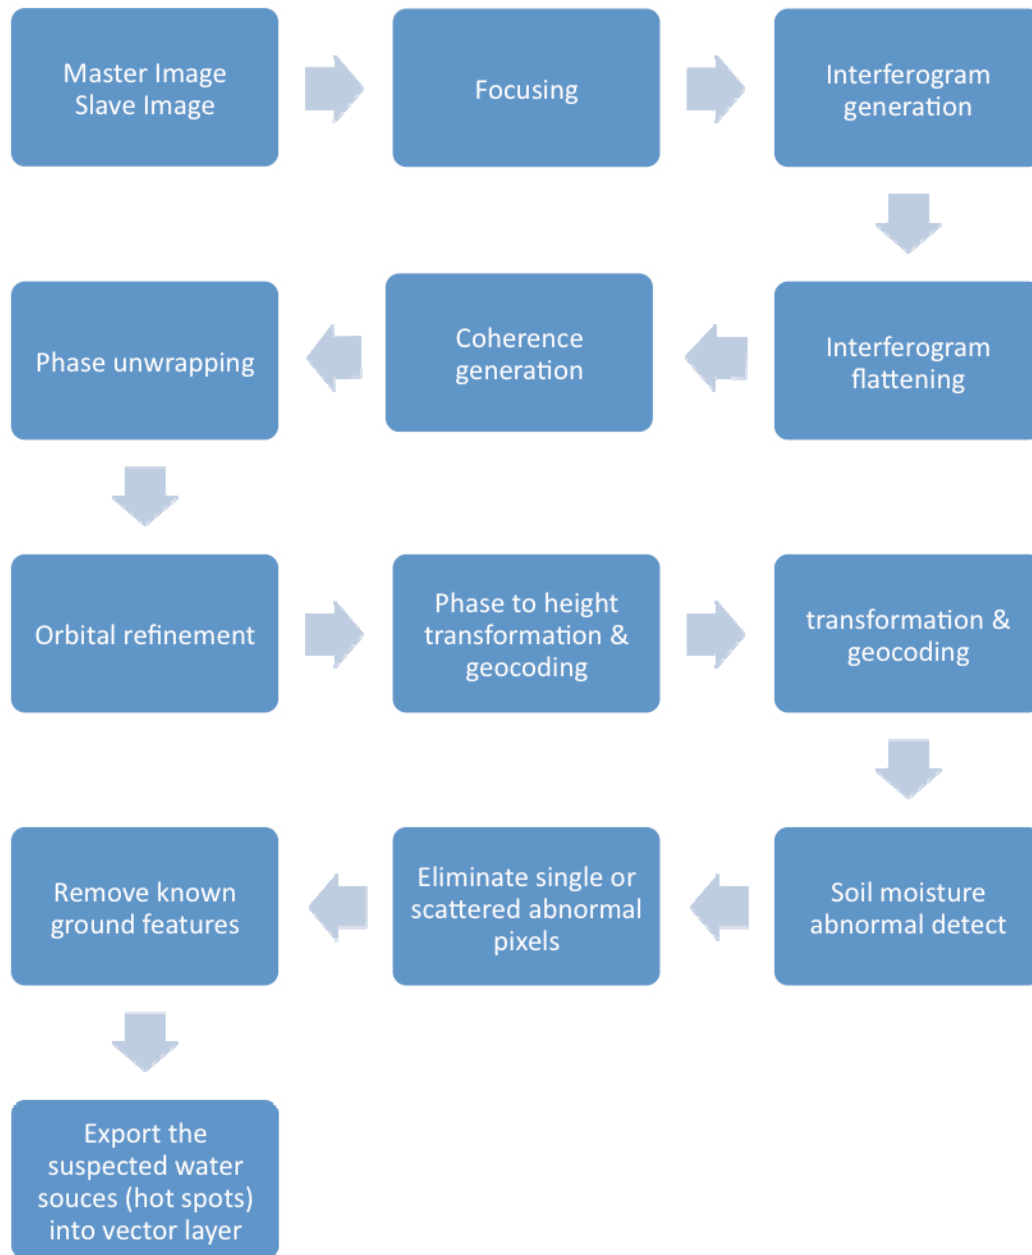 Master Image
Slave Image
Focusing
Interferogram
generation
Interferogram
flattening
Coherence
generation
Phase unwrapping
Orbital refinement
Phase to height
transformation &
geocoding
transformation &
geocoding
Soil moisture
abnormal detect
Eliminate single or
scattered abnormal
pixels
Remove known
ground features
Export the
suspected water
souces (hot spots)
into vector layer